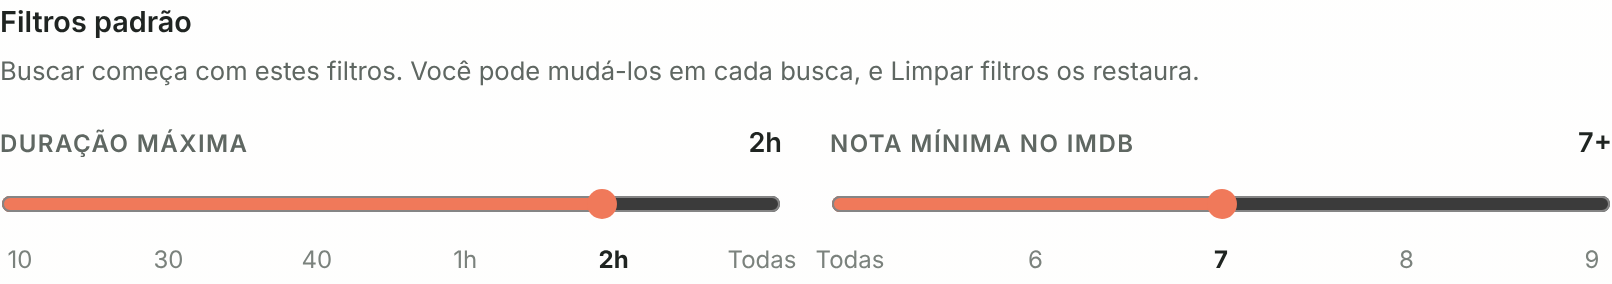 Filtros padrão
Buscar começa com estes filtros. Você pode mudá-los em cada busca, e Limpar filtros os restaura.
DURAÇÃO MÁXIMA 2h
10 30 40 1h 2h Todas
NOTA MÍNIMA NO IMDB 7+
Todas 6 7 8 9